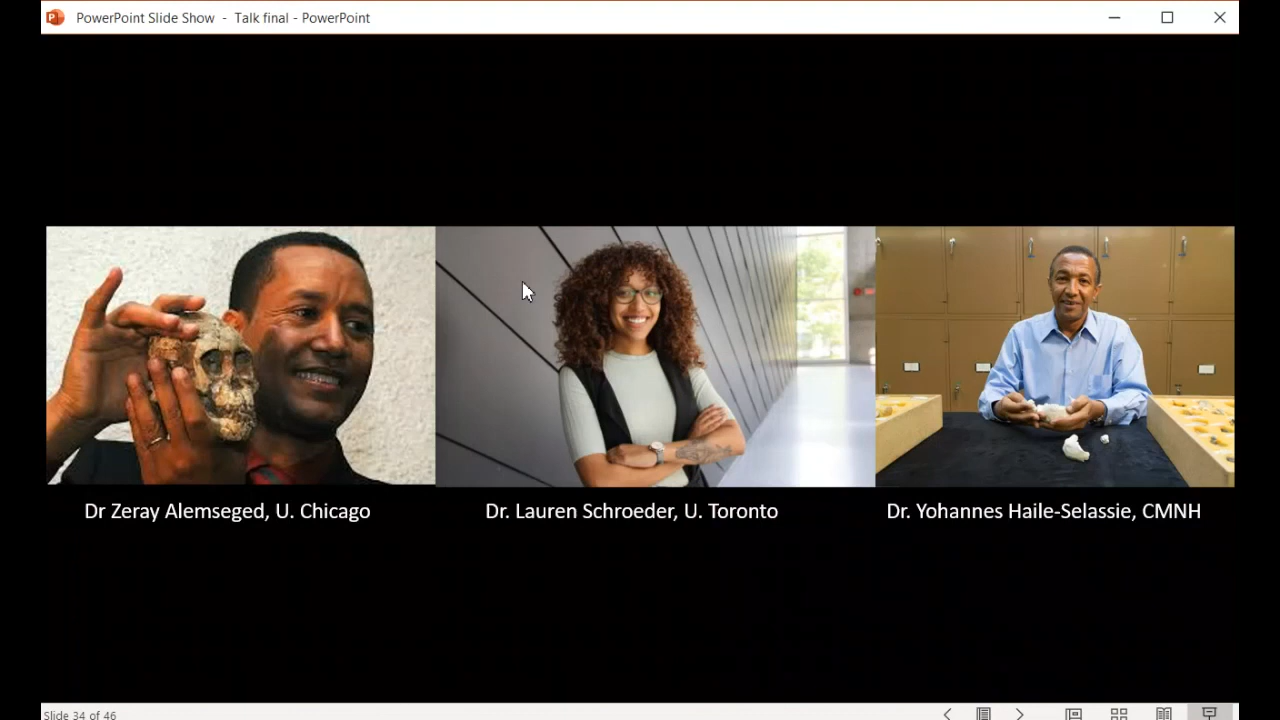 PowerPoint Slide Show - Talk final - PowerPoint
Dr Zeray Alemseged, U. Chicago
Dr. Lauren Schroeder, U. Toronto
Dr. Yohannes Haile-Selassie, CMNH
Slide 34 of 46